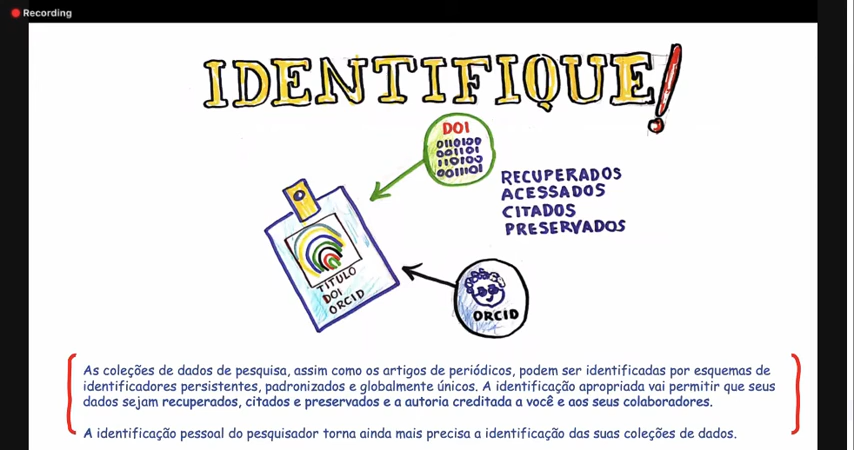 Recording
IDENTIFIQUE!
DOI
0110100
001101
110100
0011101
RECUPERADOS
ACESSADOS
CITADOS
PRESERVADOS
TITULO
DOI
ORCID
ORCID
As coleções de dados de pesquisa, assim como os artigos de periódicos, podem ser identificadas por esquemas de
identificadores persistentes, padronizados e globalmente únicos. A identificação apropriada vai permitir que seus
dados sejam recuperados, citados e preservados e a autoria creditada a você e aos seus colaboradores.
A identificação pessoal do pesquisador torna ainda mais precisa a identificação das suas coleções de dados.